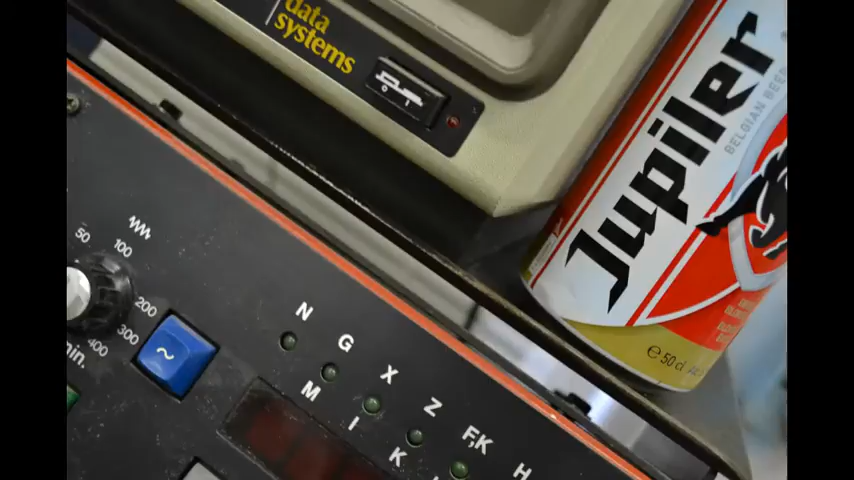 data
systems
O I
Jupiler
BELGIAN BEER
e 50 cl
50
100
200
300
400
min.
~
N
G
X
Z
F,K
H
M
I
K